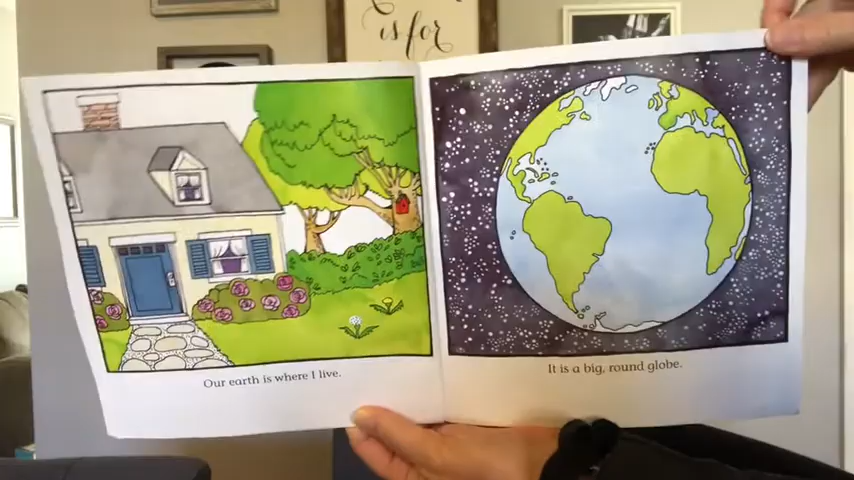 is for
Our earth is where I live.
It is a big, round globe.